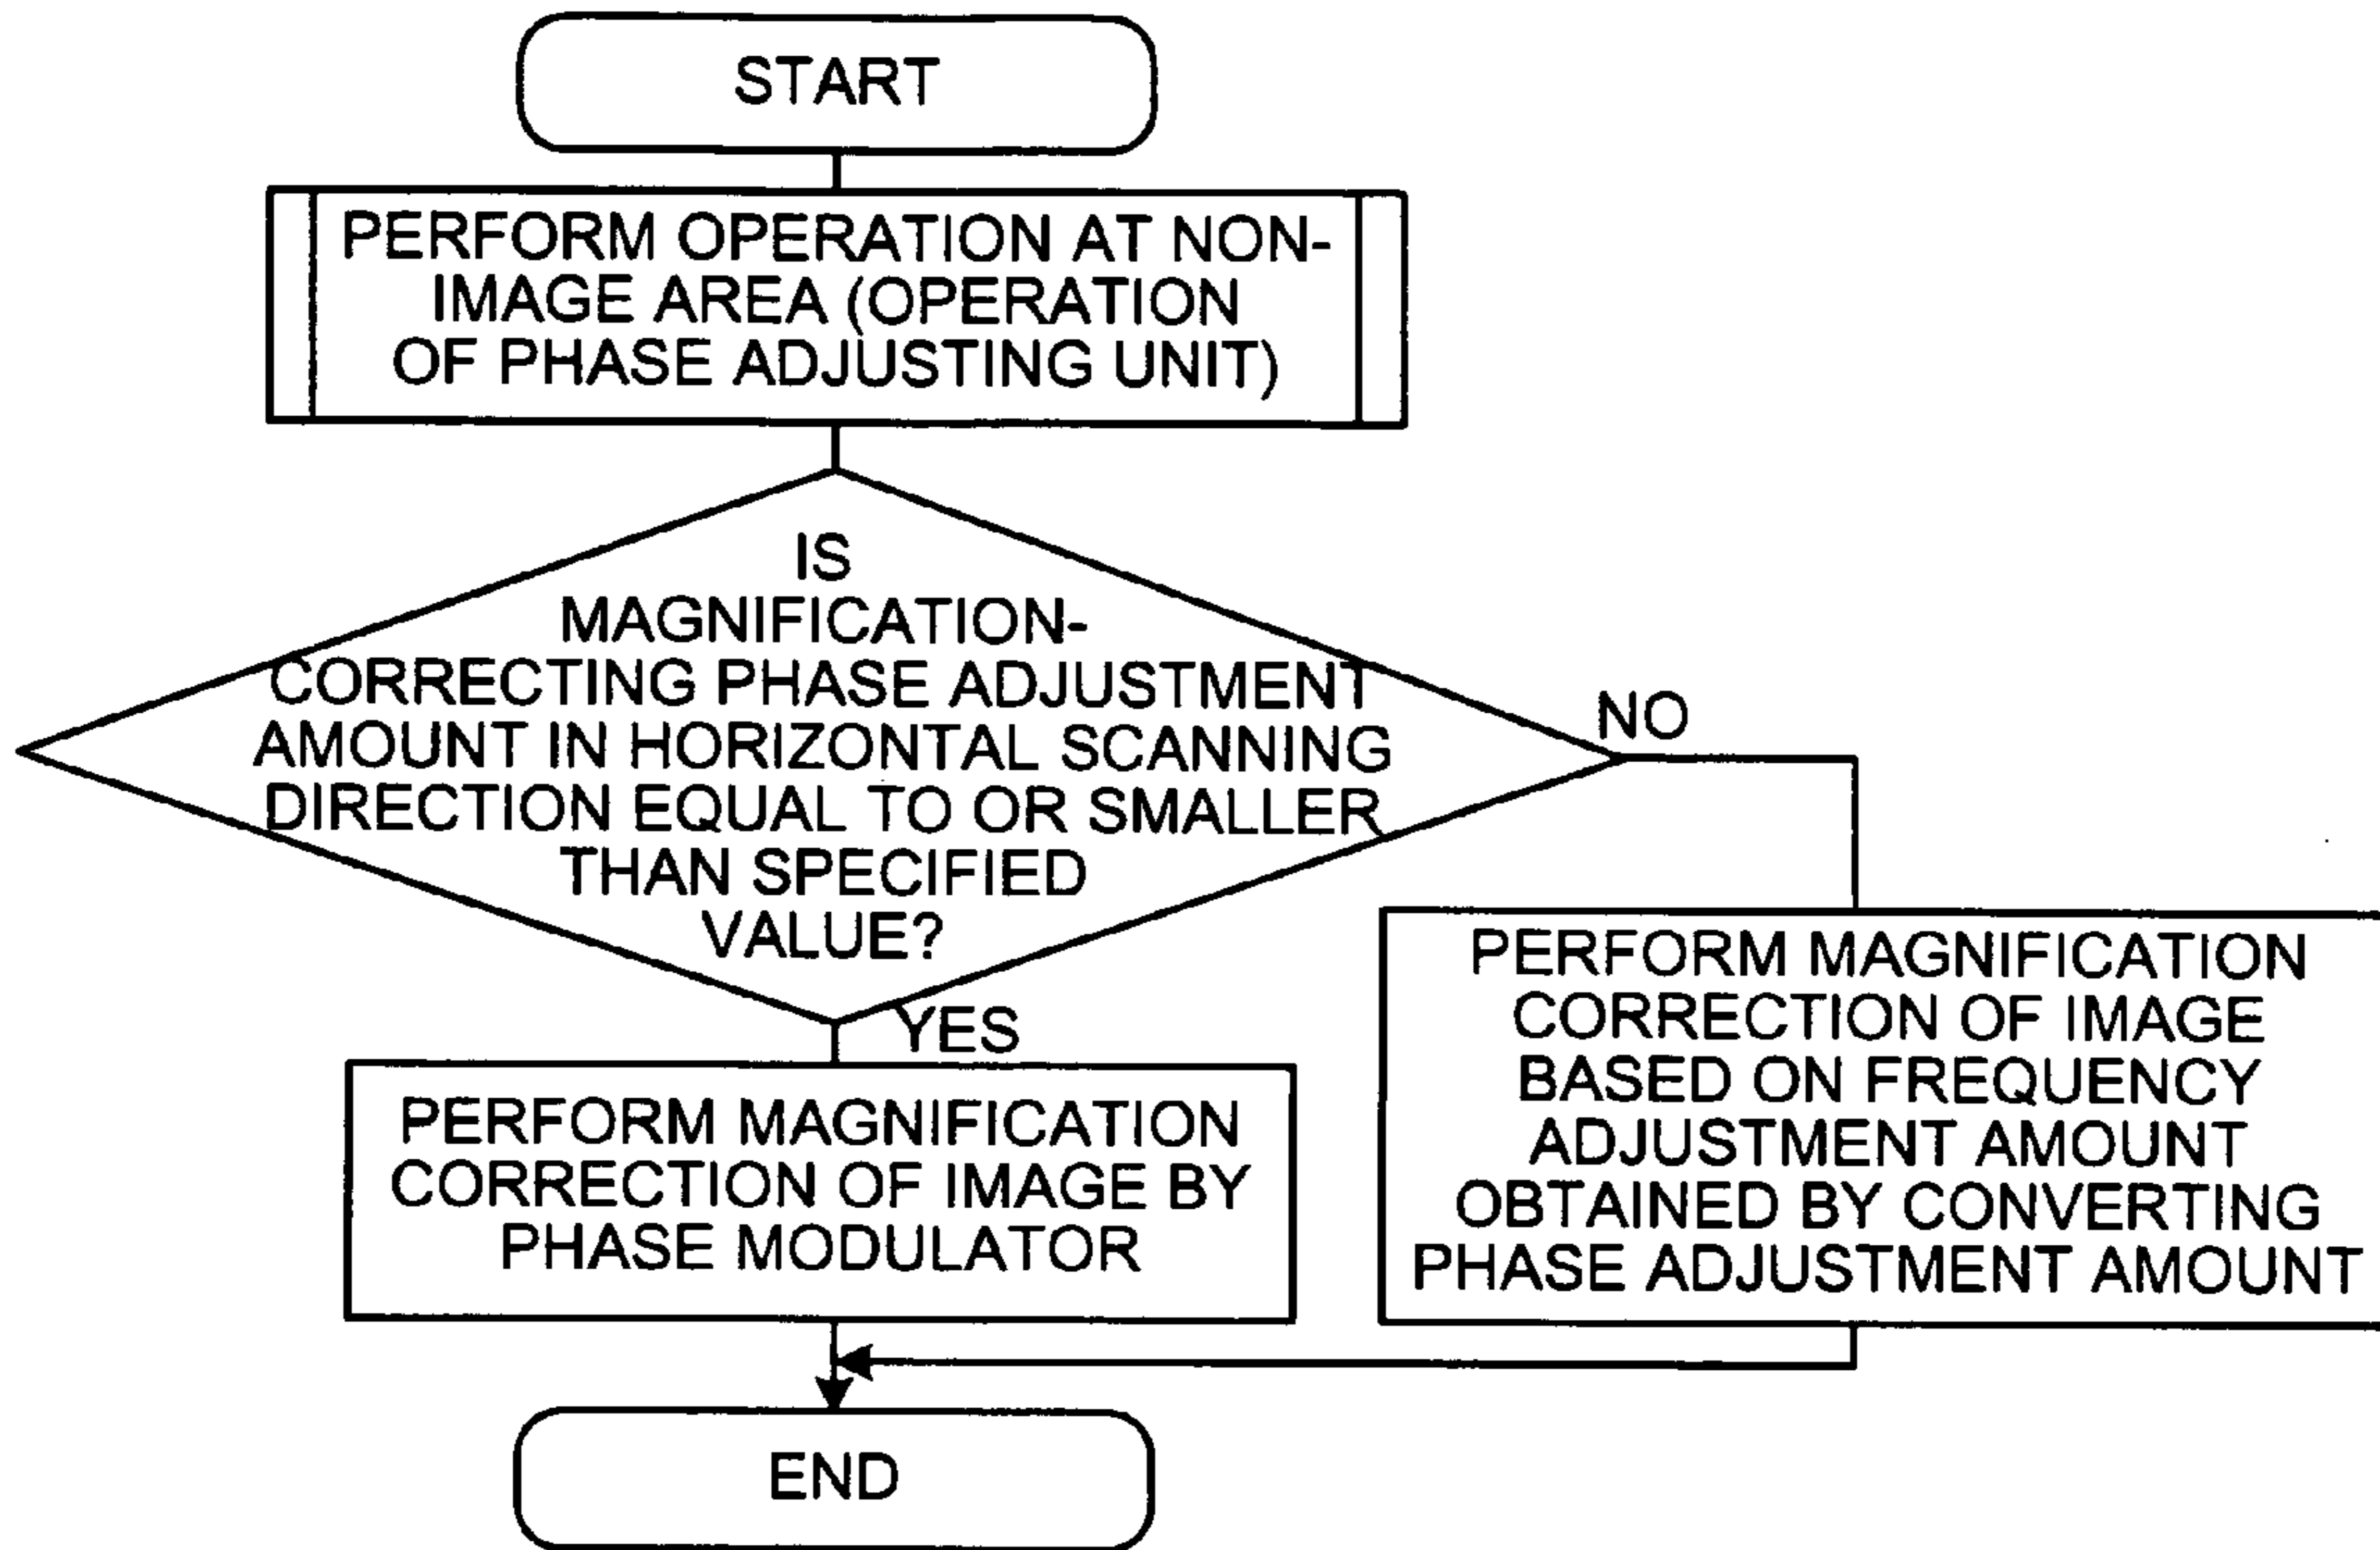 START
PERFORM OPERATION AT NON-
IMAGE AREA (OPERATION
OF PHASE ADJUSTING UNIT)
IS
MAGNIFICATION-
CORRECTING PHASE ADJUSTMENT
AMOUNT IN HORIZONTAL SCANNING
DIRECTION EQUAL TO OR SMALLER
THAN SPECIFIED
VALUE?
NO
YES
PERFORM MAGNIFICATION
CORRECTION OF IMAGE BY
PHASE MODULATOR
PERFORM MAGNIFICATION
CORRECTION OF IMAGE
BASED ON FREQUENCY
ADJUSTMENT AMOUNT
OBTAINED BY CONVERTING
PHASE ADJUSTMENT AMOUNT
END